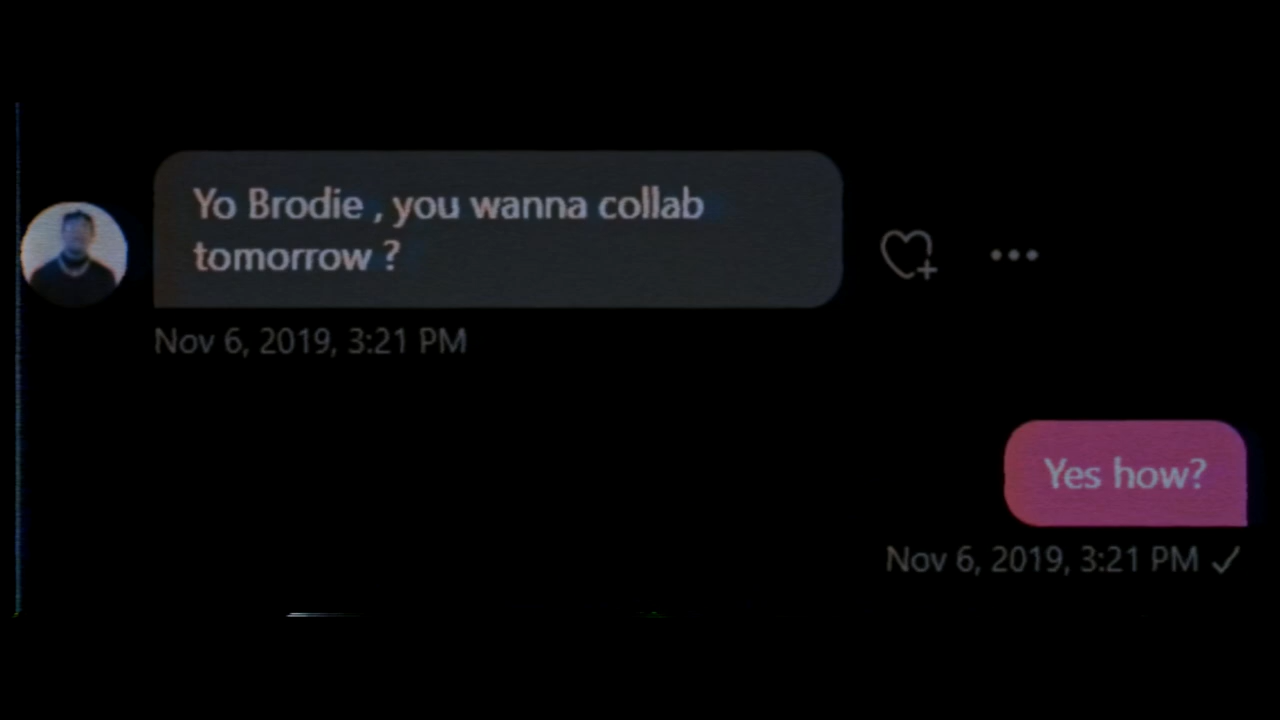 Yo Brodie , you wanna collab
tomorrow ?
Nov 6, 2019, 3:21 PM
Yes how?
Nov 6, 2019, 3:21 PM